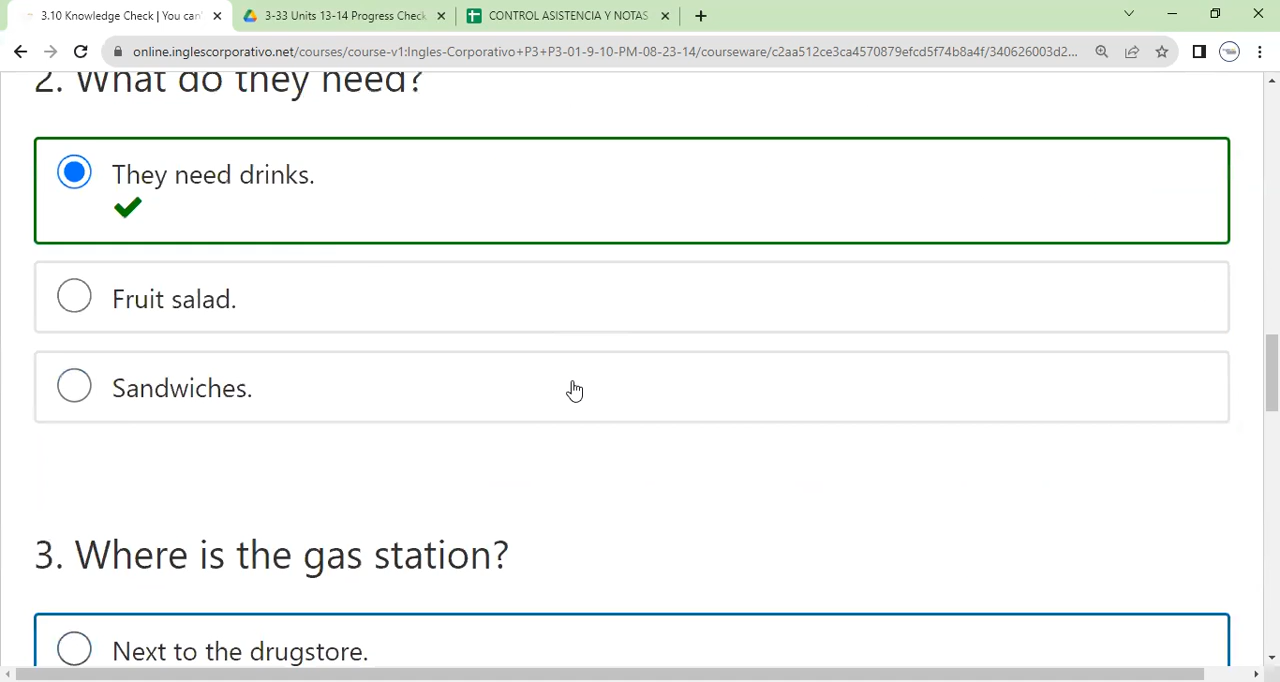 3.10 Knowledge Check | You can'
3-33 Units 13-14 Progress Check
CONTROL ASISTENCIA Y NOTAS
online.inglescorporativo.net/courses/course-v1:Ingles-Corporativo+P3+P3-01-9-10-PM-08-23-14/courseware/c2aa512ce3ca4570879efcd5f74b8a4f/340626003d2...
2. What do they need?
They need drinks.
Fruit salad.
Sandwiches.
3. Where is the gas station?
Next to the drugstore.